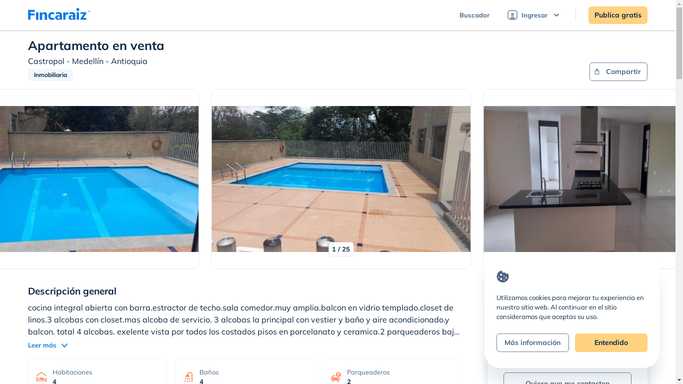 Fincaraiz
Buscador
Ingresar
Publica gratis
Apartamento en venta
Castropol - Medellín - Antioquia
Inmobiliaria
Compartir
1 / 25
Descripción general
cocina integral abierta con barra.estractor de techo.sala comedor.muy amplia.balcon en vidrio templado.closet de
linos.3 alcobas con closet.mas alcoba de servicio. 3 alcobas la principal con vestier y baño y aire acondicionado.y
balcon. total 4 alcobas. exelente vista por todos los costados pisos en porcelanato y ceramica.2 parqueaderos baj...
Leer más
Habitaciones
4
Baños
4
Parqueaderos
2
Utilizamos cookies para mejorar tu experiencia en
nuestro sitio web. Al continuar en el sitio
consideramos que aceptas su uso.
Más información
Entendido
Quiero que me contacten